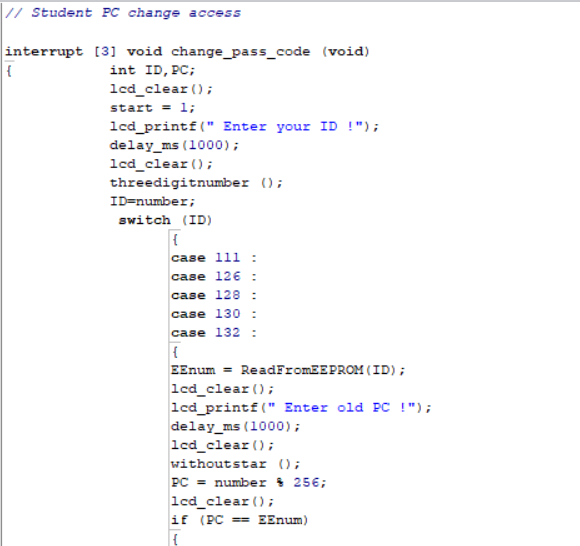 // Student PC change access
interrupt [3] void change_pass_code (void)
{ int ID,PC;
lcd_clear();
start = 1;
lcd_printf(" Enter your ID !");
delay_ms(1000);
lcd_clear();
threedigitnumber ();
ID=number;
switch (ID)
{
case 111 :
case 126 :
case 128 :
case 130 :
case 132 :
{
EEnum = ReadFromEEPROM(ID);
lcd_clear();
lcd_printf(" Enter old PC !");
delay_ms(1000);
lcd_clear();
withoutstar ();
PC = number % 256;
lcd_clear();
if (PC == EEnum)
{